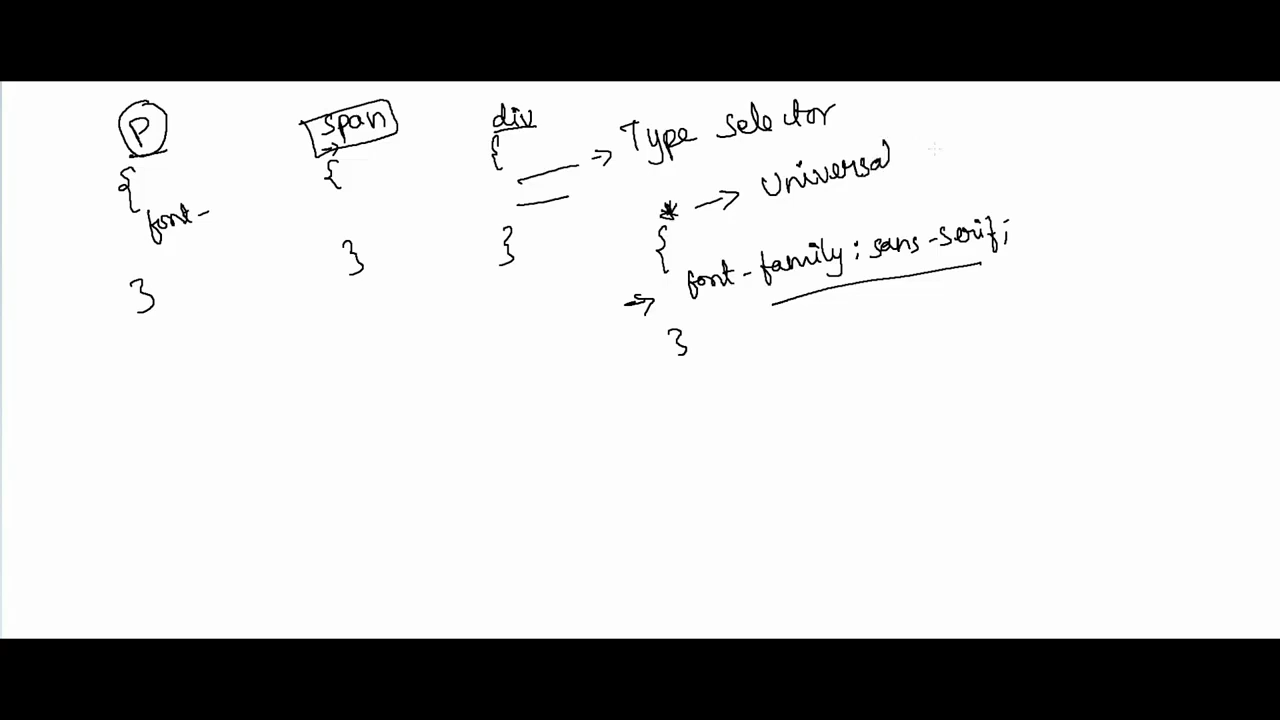 P
{
font-
}
span
{
}
div
{
}
→ Type selector
* → Universal
{
font-family: sans-serif;
}